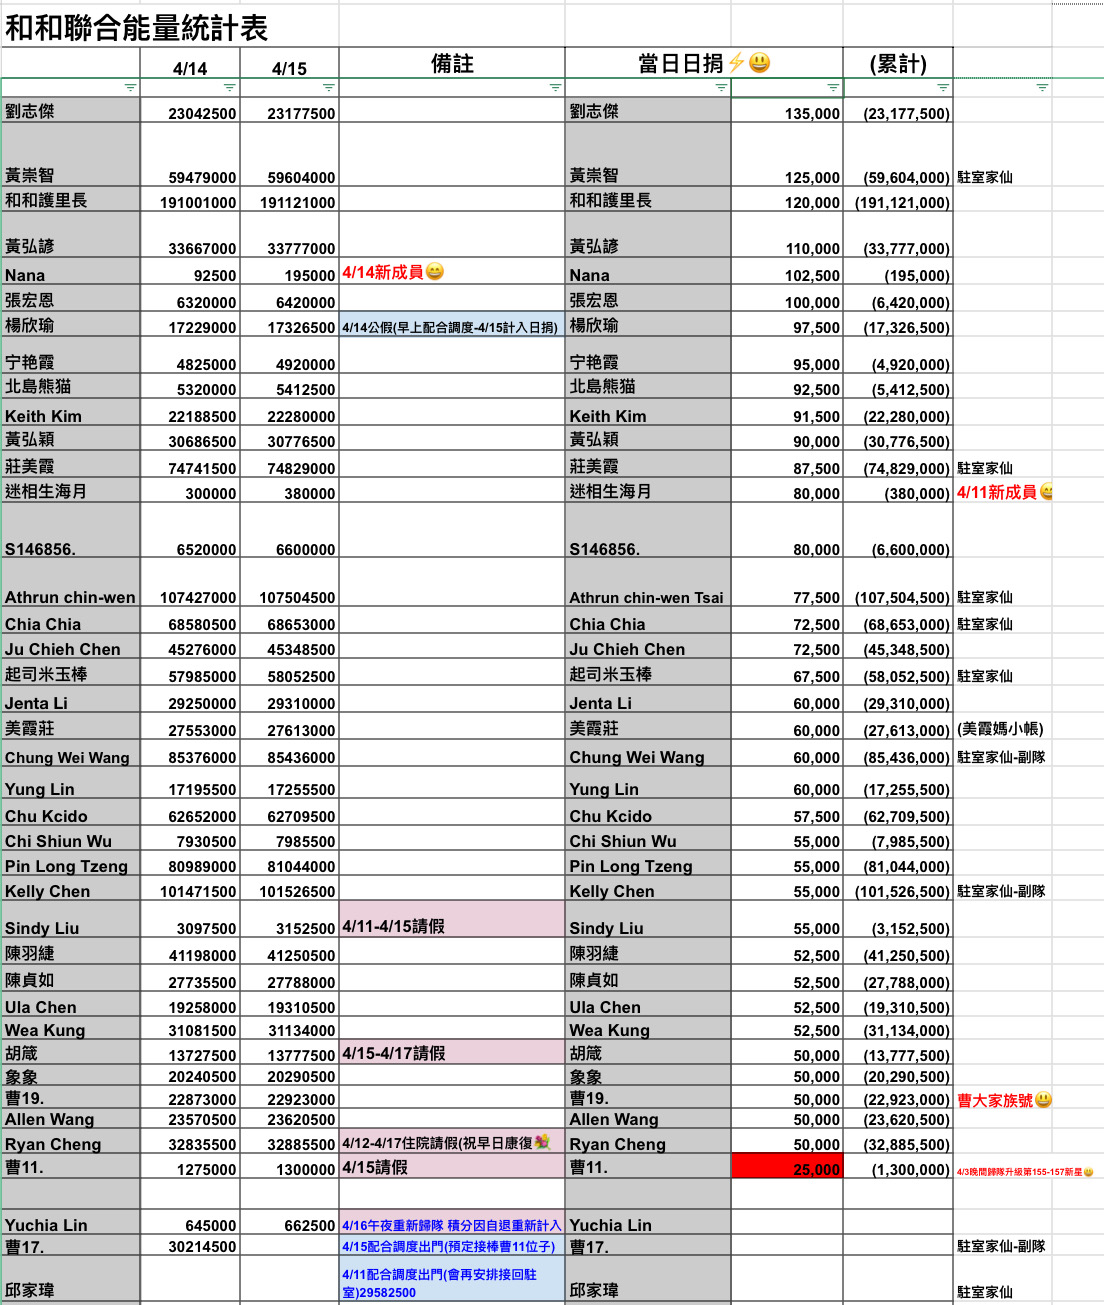 和和聯合能量統計表
4/14 4/15 備註 當日日捐⚡😃 (累計)
劉志傑 23042500 23177500 劉志傑 135,000 (23,177,500)
黃崇智 59479000 59604000 黃崇智 125,000 (59,604,000) 駐室家仙
和和護里長 191001000 191121000 和和護里長 120,000 (191,121,000)
黃弘諺 33667000 33777000 黃弘諺 110,000 (33,777,000)
Nana 92500 195000 4/14新成員😄 Nana 102,500 (195,000)
張宏恩 6320000 6420000 張宏恩 100,000 (6,420,000)
楊欣瑜 17229000 17326500 4/14公假(早上配合調度-4/15計入日捐) 楊欣瑜 97,500 (17,326,500)
宁艳霞 4825000 4920000 宁艳霞 95,000 (4,920,000)
北島熊猫 5320000 5412500 北島熊猫 92,500 (5,412,500)
Keith Kim 22188500 22280000 Keith Kim 91,500 (22,280,000)
黃弘穎 30686500 30776500 黃弘穎 90,000 (30,776,500)
莊美霞 74741500 74829000 莊美霞 87,500 (74,829,000) 駐室家仙
迷相生海月 300000 380000 迷相生海月 80,000 (380,000) 4/11新成員😄
S146856. 6520000 6600000 S146856. 80,000 (6,600,000)
Athrun chin-wen 107427000 107504500 Athrun chin-wen Tsai 77,500 (107,504,500) 駐室家仙
Chia Chia 68580500 68653000 Chia Chia 72,500 (68,653,000) 駐室家仙
Ju Chieh Chen 45276000 45348500 Ju Chieh Chen 72,500 (45,348,500)
起司米玉棒 57985000 58052500 起司米玉棒 67,500 (58,052,500) 駐室家仙
Jenta Li 29250000 29310000 Jenta Li 60,000 (29,310,000)
美霞莊 27553000 27613000 美霞莊 60,000 (27,613,000) (美霞媽小帳)
Chung Wei Wang 85376000 85436000 Chung Wei Wang 60,000 (85,436,000) 駐室家仙-副隊
Yung Lin 17195500 17255500 Yung Lin 60,000 (17,255,500)
Chu Kcido 62652000 62709500 Chu Kcido 57,500 (62,709,500)
Chi Shiun Wu 7930500 7985500 Chi Shiun Wu 55,000 (7,985,500)
Pin Long Tzeng 80989000 81044000 Pin Long Tzeng 55,000 (81,044,000)
Kelly Chen 101471500 101526500 Kelly Chen 55,000 (101,526,500) 駐室家仙-副隊
Sindy Liu 3097500 3152500 4/11-4/15請假 Sindy Liu 55,000 (3,152,500)
陳羽緁 41198000 41250500 陳羽緁 52,500 (41,250,500)
陳貞如 27735500 27788000 陳貞如 52,500 (27,788,000)
Ula Chen 19258000 19310500 Ula Chen 52,500 (19,310,500)
Wea Kung 31081500 31134000 Wea Kung 52,500 (31,134,000)
胡箴 13727500 13777500 4/15-4/17請假 胡箴 50,000 (13,777,500)
象象 20240500 20290500 象象 50,000 (20,290,500)
曹19. 22873000 22923000 曹19. 50,000 (22,923,000) 曹大家族號😃
Allen Wang 23570500 23620500 Allen Wang 50,000 (23,620,500)
Ryan Cheng 32835500 32885500 4/12-4/17住院請假(祝早日康復💐 Ryan Cheng 50,000 (32,885,500)
曹11. 1275000 1300000 4/15請假 曹11. 25,000 (1,300,000) 4/3晚間歸隊升級第155-157新星😃
Yuchia Lin 645000 662500 4/16午夜重新歸隊 積分因自退重新計入 Yuchia Lin
曹17. 30214500 4/15配合調度出門(預定接棒曹11位子) 曹17. 駐室家仙-副隊
邱家瑋 4/11配合調度出門(會再安排接回駐 邱家瑋 駐室家仙
室)29582500